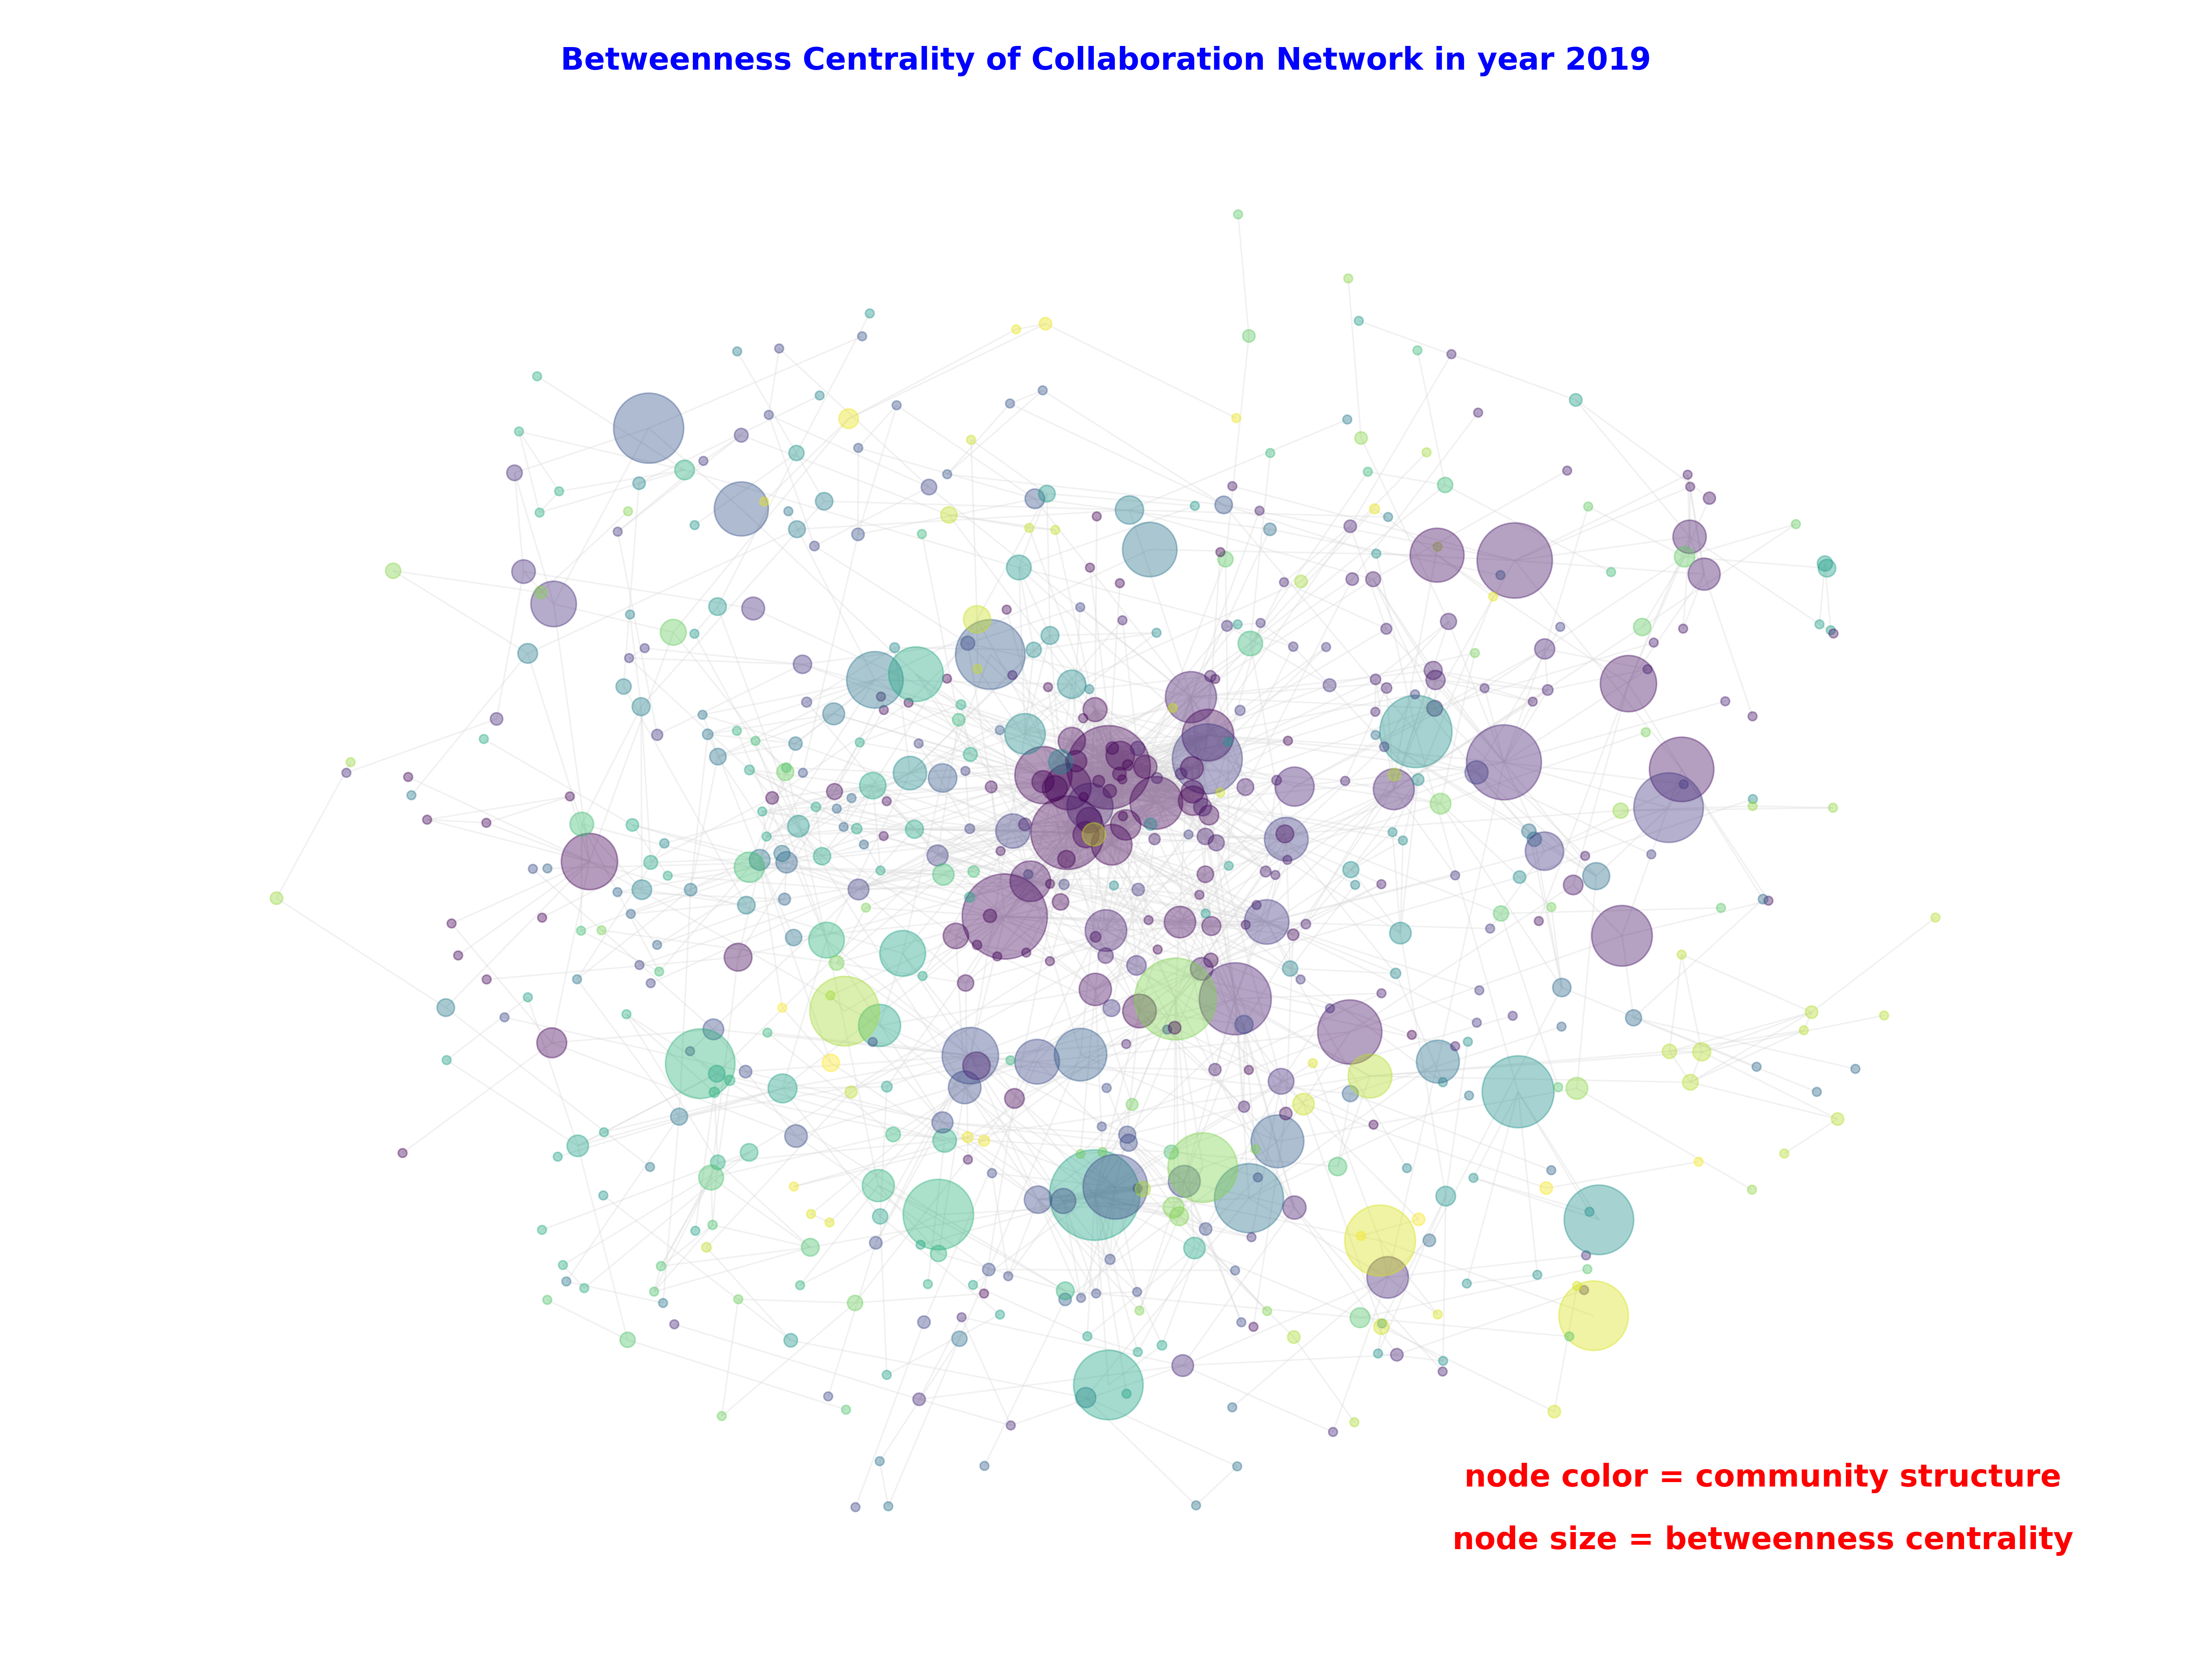 Betweenness Centrality of Collaboration Network in year 2019
node color = community structure
node size = betweenness centrality